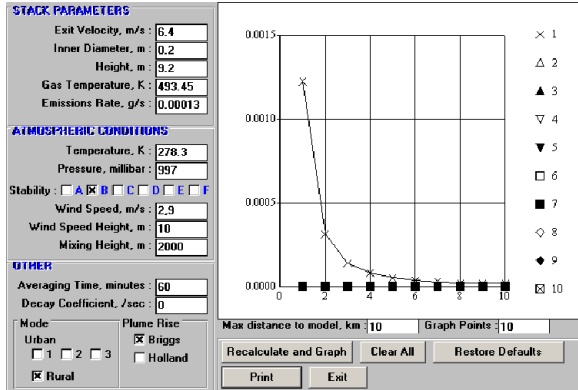 STACK PARAMETERS
Exit Velocity, m/s : 6.4
Inner Diameter, m : 0.2
Height, m : 9.2
Gas Temperature, K : 493.45
Emissions Rate, g/s : 0.00013
ATMOSPHERIC CONDITIONS
Temperature, K : 278.3
Pressure, millibar : 997
Stability : A B C D E F
Wind Speed, m/s : 2.9
Wind Speed Height, m : 10
Mixing Height, m : 2000
OTHER
Averaging Time, minutes : 60
Decay Coefficient, /sec : 0
Mode
Urban
1 2 3
Rural
Plume Rise
Briggs
Holland
0.0015
0.0010
0.0005
0.0000
0 2 4 6 8 10
1
2
3
4
5
6
7
8
9
10
Max distance to model, km : 10 Graph Points : 10
Recalculate and Graph Clear All Restore Defaults
Print Exit